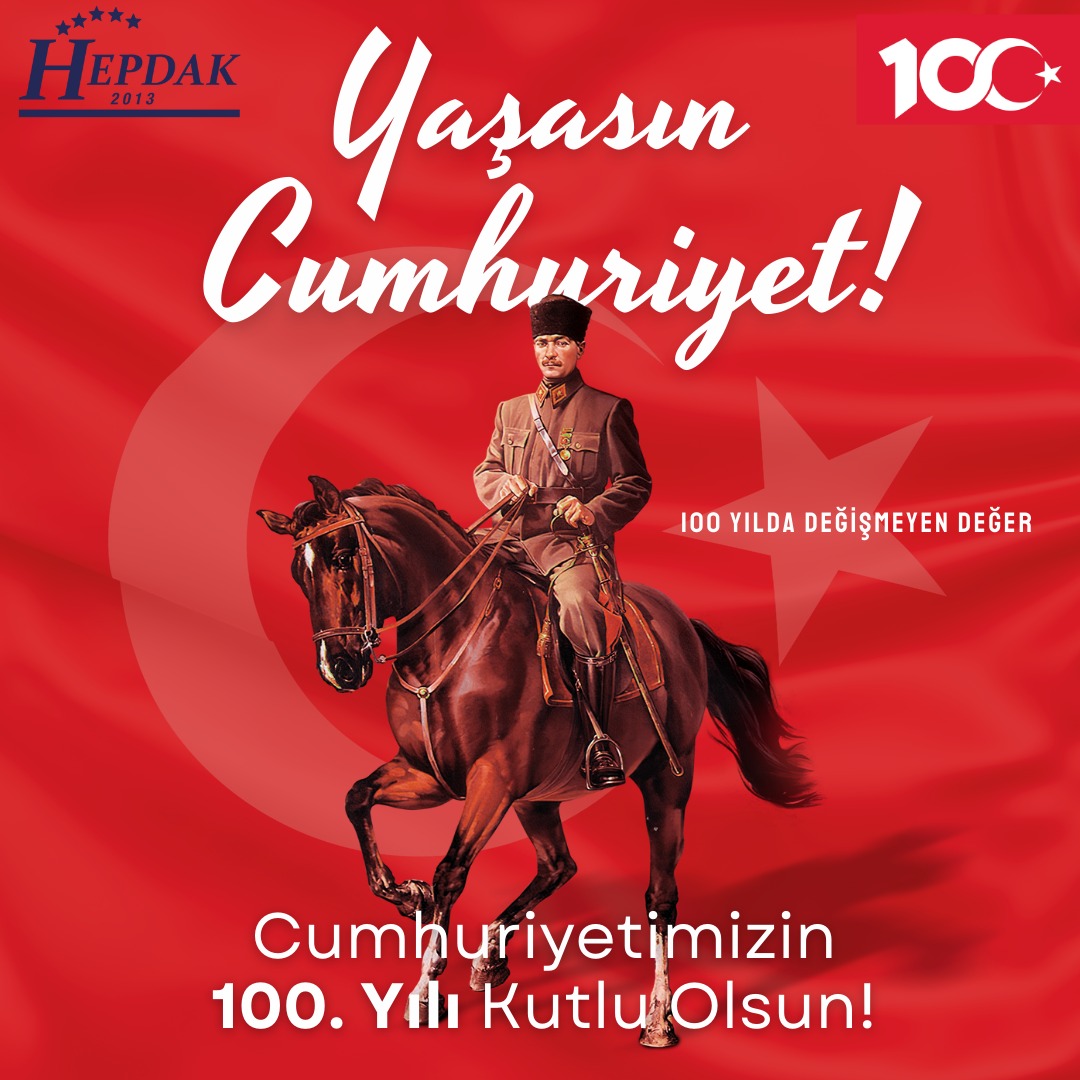 HEPDAK
2013
100
Yaşasın
Cumhuriyet!
100 YILDA DEĞİŞMEYEN DEĞER
Cumhuriyetimizin
100. Yılı Kutlu Olsun!